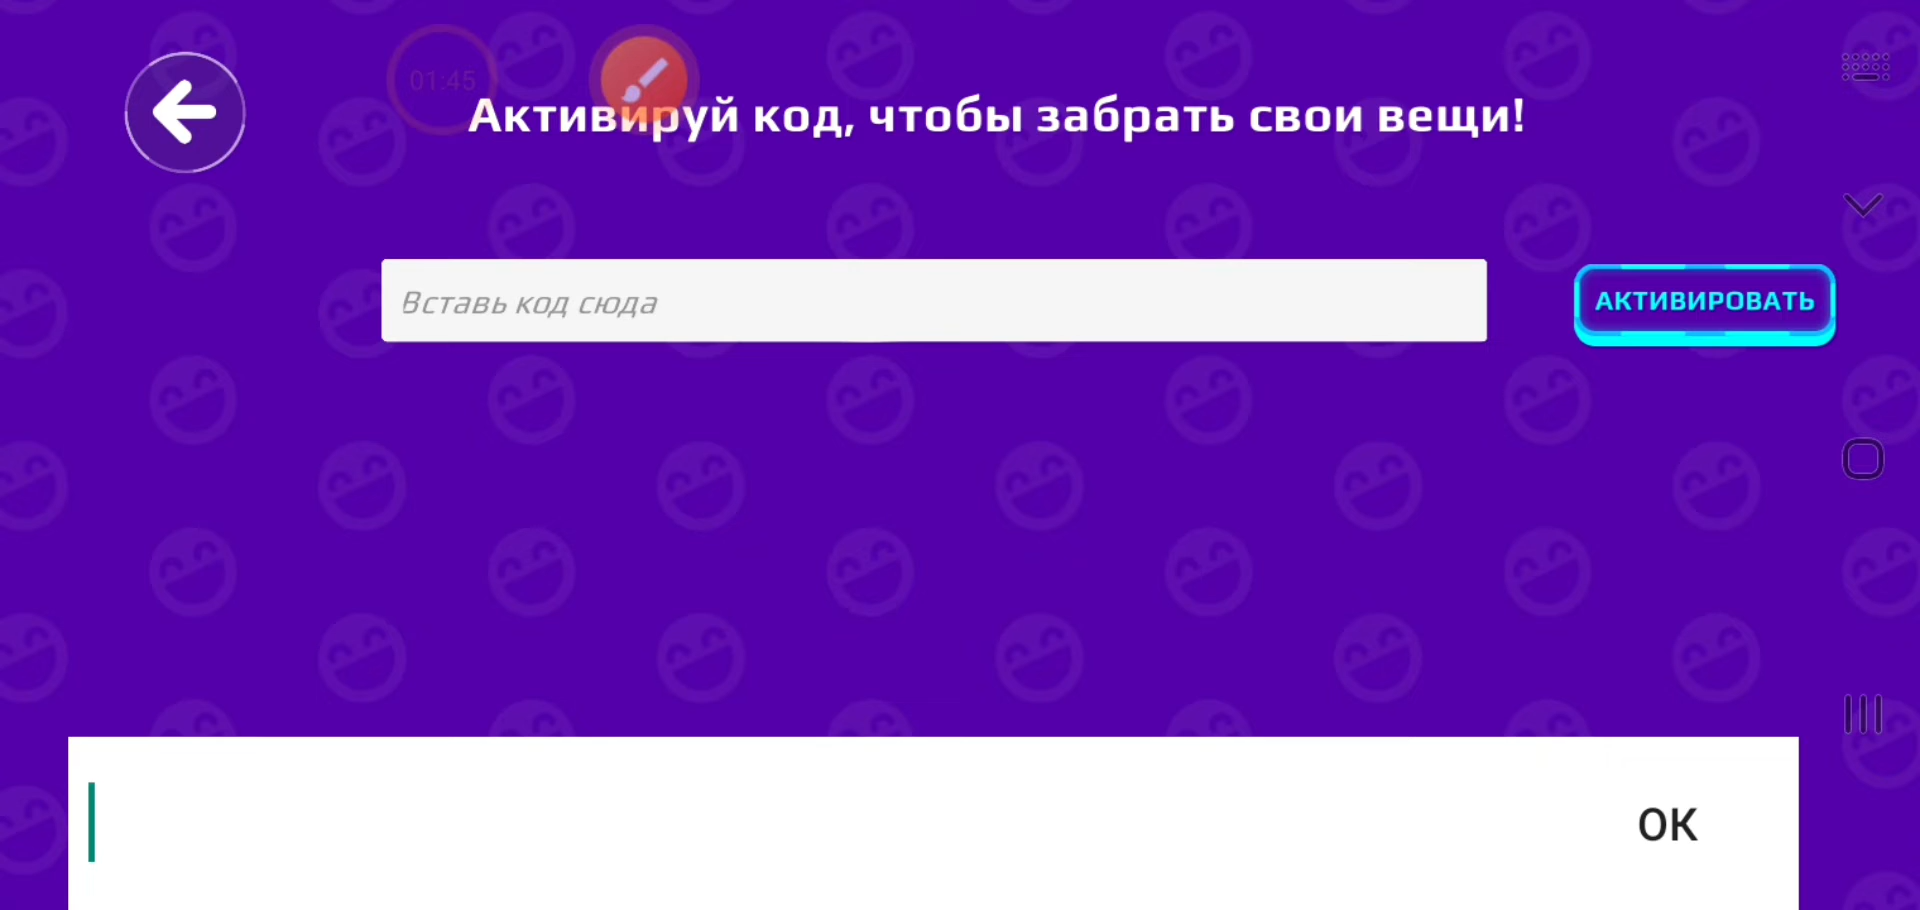 01:45
Активируй код, чтобы забрать свои вещи!
Вставь код сюда
АКТИВИРОВАТЬ
OK